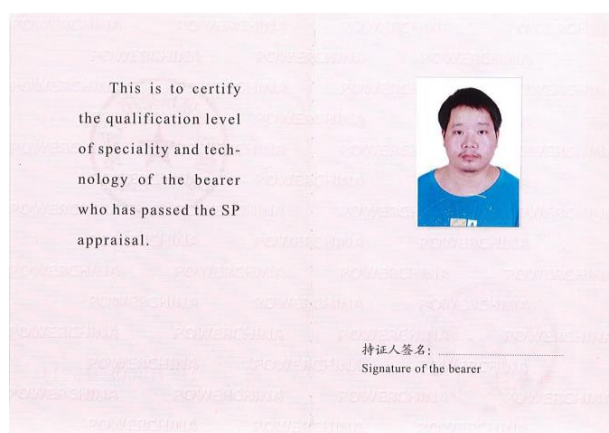 This is to certify
the qualification level
of speciality and tech-
nology of the bearer
who has passed the SP
appraisal.
持证人签名:
Signature of the bearer
POWERCHINA